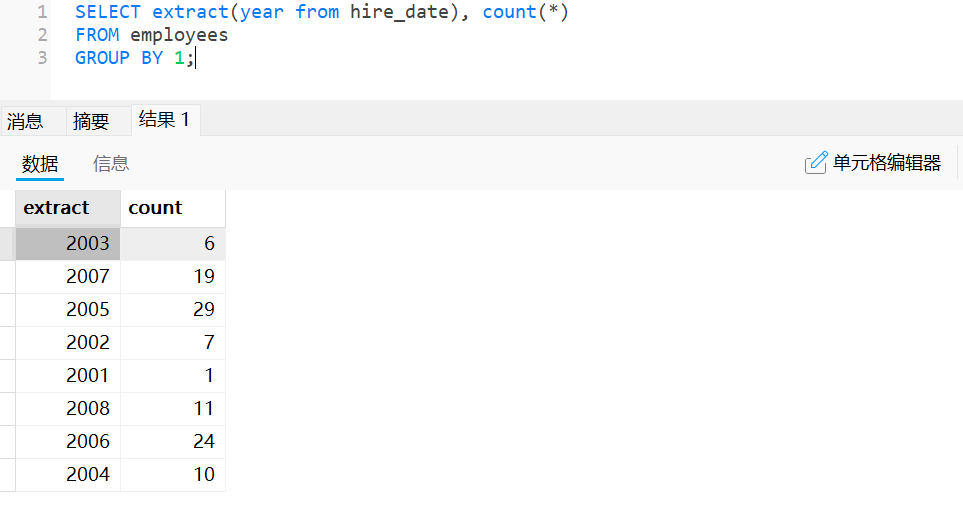 1 SELECT extract(year from hire_date), count(*)
2 FROM employees
3 GROUP BY 1;
消息 摘要 结果 1
数据 信息 单元格编辑器
extract count
2003 6
2007 19
2005 29
2002 7
2001 1
2008 11
2006 24
2004 10